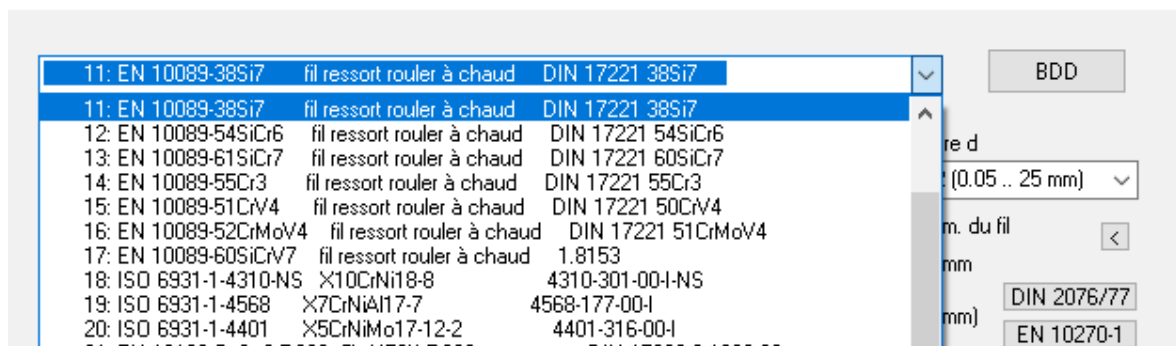 11: EN 10089-38Si7 fil ressort rouler à chaud DIN 17221 38Si7
BDD
11: EN 10089-38Si7 fil ressort rouler à chaud DIN 17221 38Si7
12: EN 10089-54SiCr6 fil ressort rouler à chaud DIN 17221 54SiCr6
re d
13: EN 10089-61SiCr7 fil ressort rouler à chaud DIN 17221 60SiCr7
14: EN 10089-55Cr3 fil ressort rouler à chaud DIN 17221 55Cr3
(0.05 .. 25 mm)
15: EN 10089-51CrV4 fil ressort rouler à chaud DIN 17221 50CrV4
16: EN 10089-52CrMoV4 fil ressort rouler à chaud DIN 17221 51CrMoV4
m. du fil
<
17: EN 10089-60SiCrV7 fil ressort rouler à chaud 1.8153
mm
18: ISO 6931-1-4310-NS X10CrNi18-8 4310-301-00-I-NS
19: ISO 6931-1-4568 X7CrNiAl17-7 4568-177-00-I
DIN 2076/77
mm)
20: ISO 6931-1-4401 X5CrNiMo17-12-2 4401-316-00-I
EN 10270-1